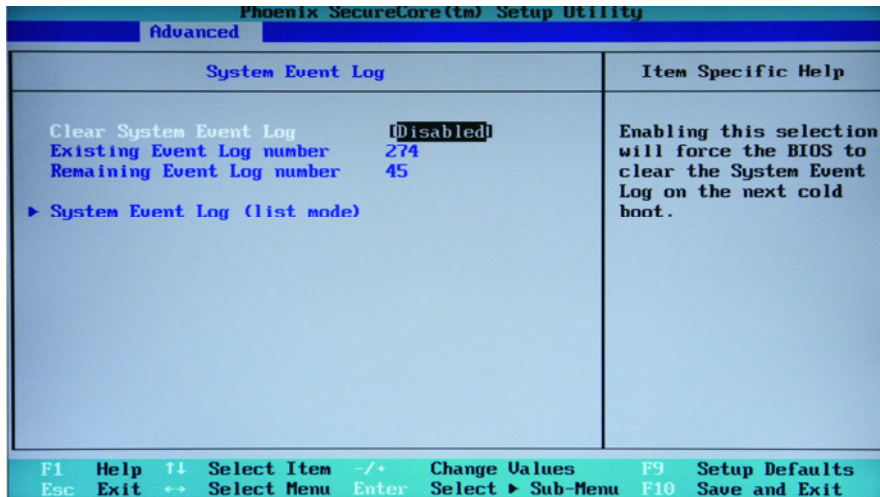 Phoenix SecureCore(tm) Setup Utility
Advanced
System Event Log
Item Specific Help
Clear System Event Log [Disabled]
Existing Event Log number 274
Remaining Event Log number 45
▶ System Event Log (list mode)
Enabling this selection
will force the BIOS to
clear the System Event
Log on the next cold
boot.
F1 Help ↑↓ Select Item -/+ Change Values F9 Setup Defaults
Esc Exit ↔ Select Menu Enter Select ▶ Sub-Menu F10 Save and Exit